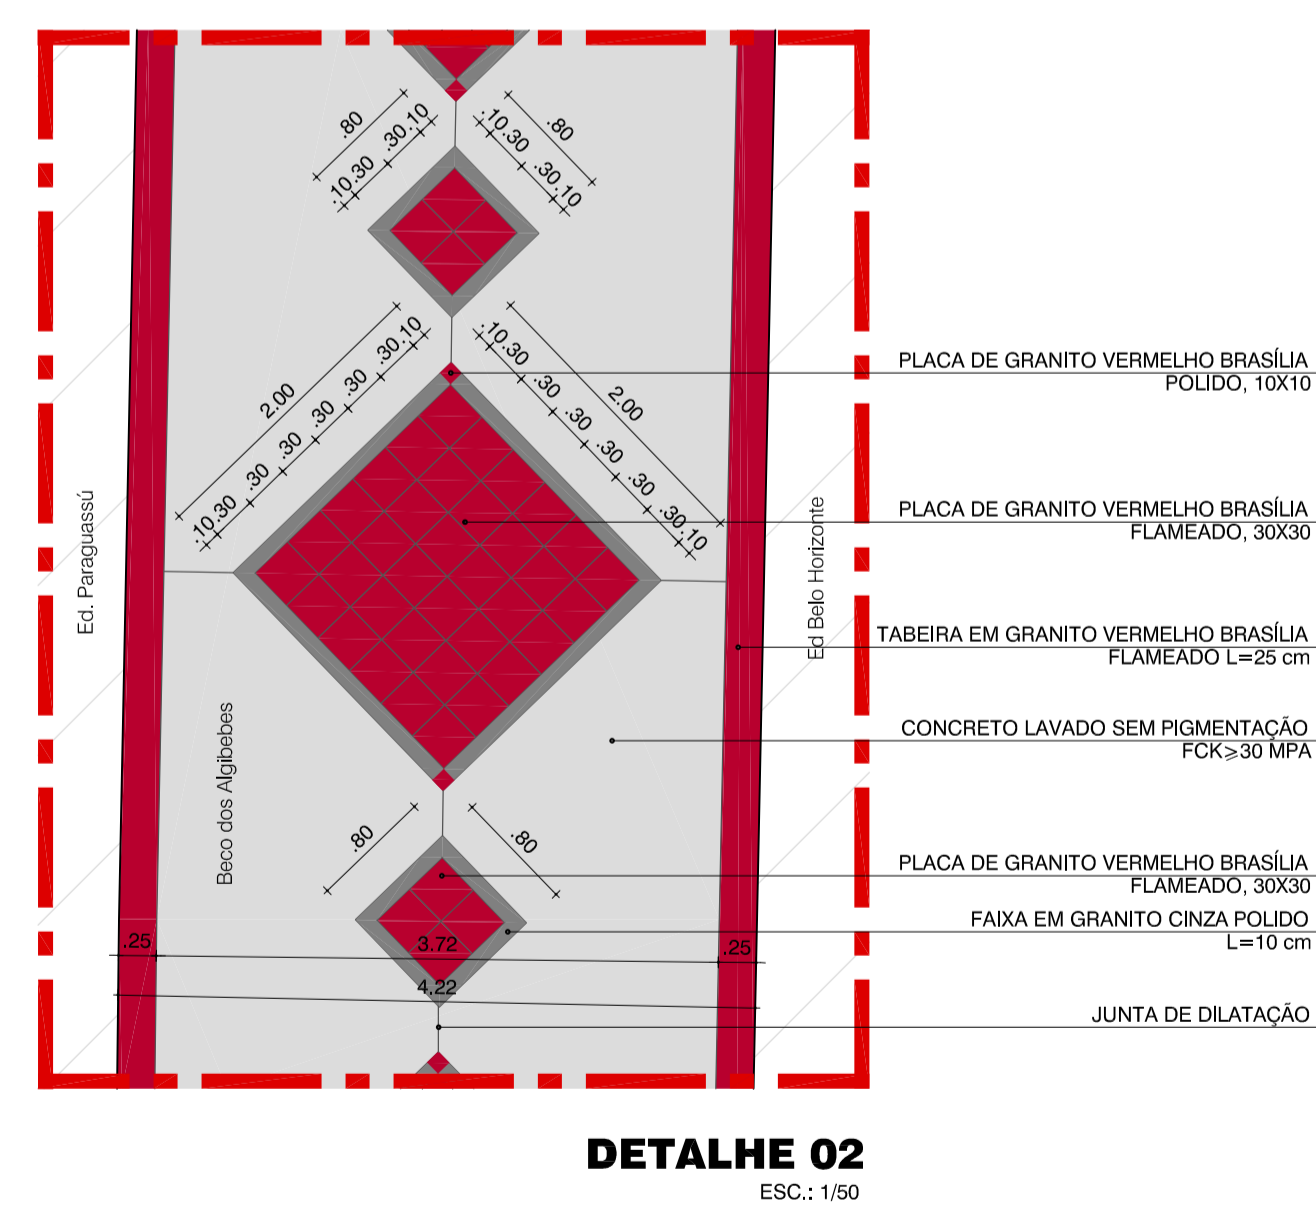 .80
.10 .30 .30 .10
.10 .30 .30 .10
.80
2.00
.10 .30 .30 .30 .30 .30 .30 .10
.10 .30 .30 .30 .30 .30 .30 .10
2.00
PLACA DE GRANITO VERMELHO BRASÍLIA
POLIDO, 10X10
PLACA DE GRANITO VERMELHO BRASÍLIA
FLAMEADO, 30X30
Ed. Paraguassú
Ed Belo Horizonte
TABEIRA EM GRANITO VERMELHO BRASÍLIA
FLAMEADO L=25 cm
Beco dos Algibebes
CONCRETO LAVADO SEM PIGMENTAÇÃO
FCK⩾30 MPA
.80
.80
PLACA DE GRANITO VERMELHO BRASÍLIA
FLAMEADO, 30X30
FAIXA EM GRANITO CINZA POLIDO
L=10 cm
.25
3.72
.25
4.22
JUNTA DE DILATAÇÃO
DETALHE 02
ESC.: 1/50